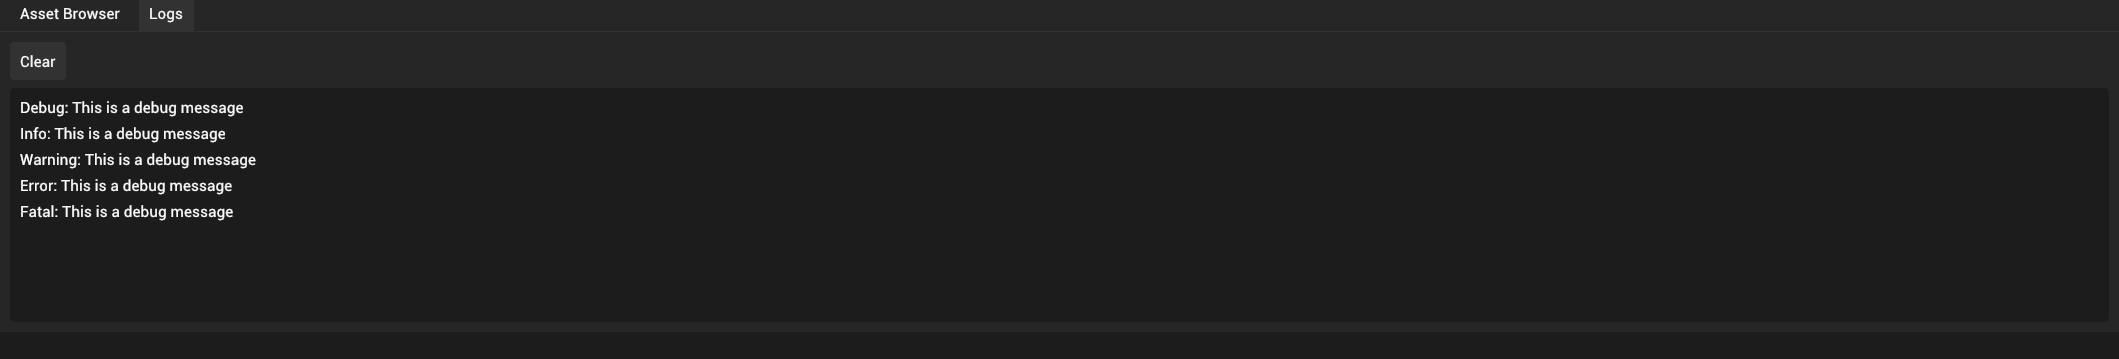 Asset Browser Logs
Clear
Debug: This is a debug message
Info: This is a debug message
Warning: This is a debug message
Error: This is a debug message
Fatal: This is a debug message